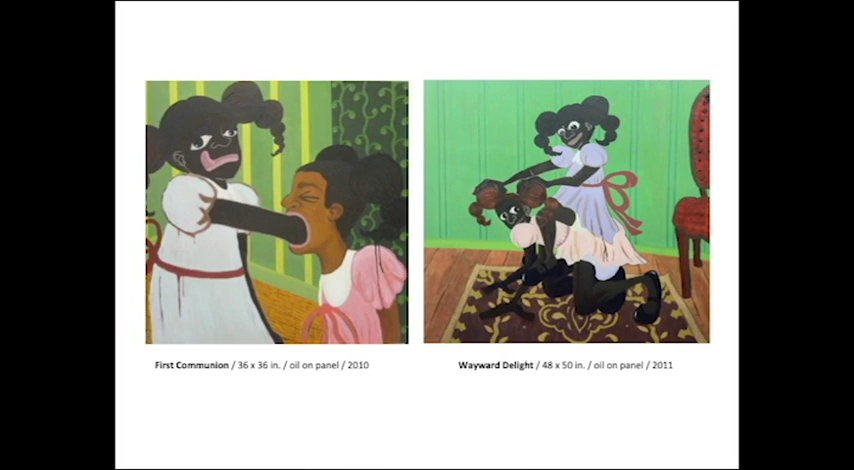 First Communion / 36 x 36 in. / oil on panel / 2010
Wayward Delight / 48 x 50 in. / oil on panel / 2011